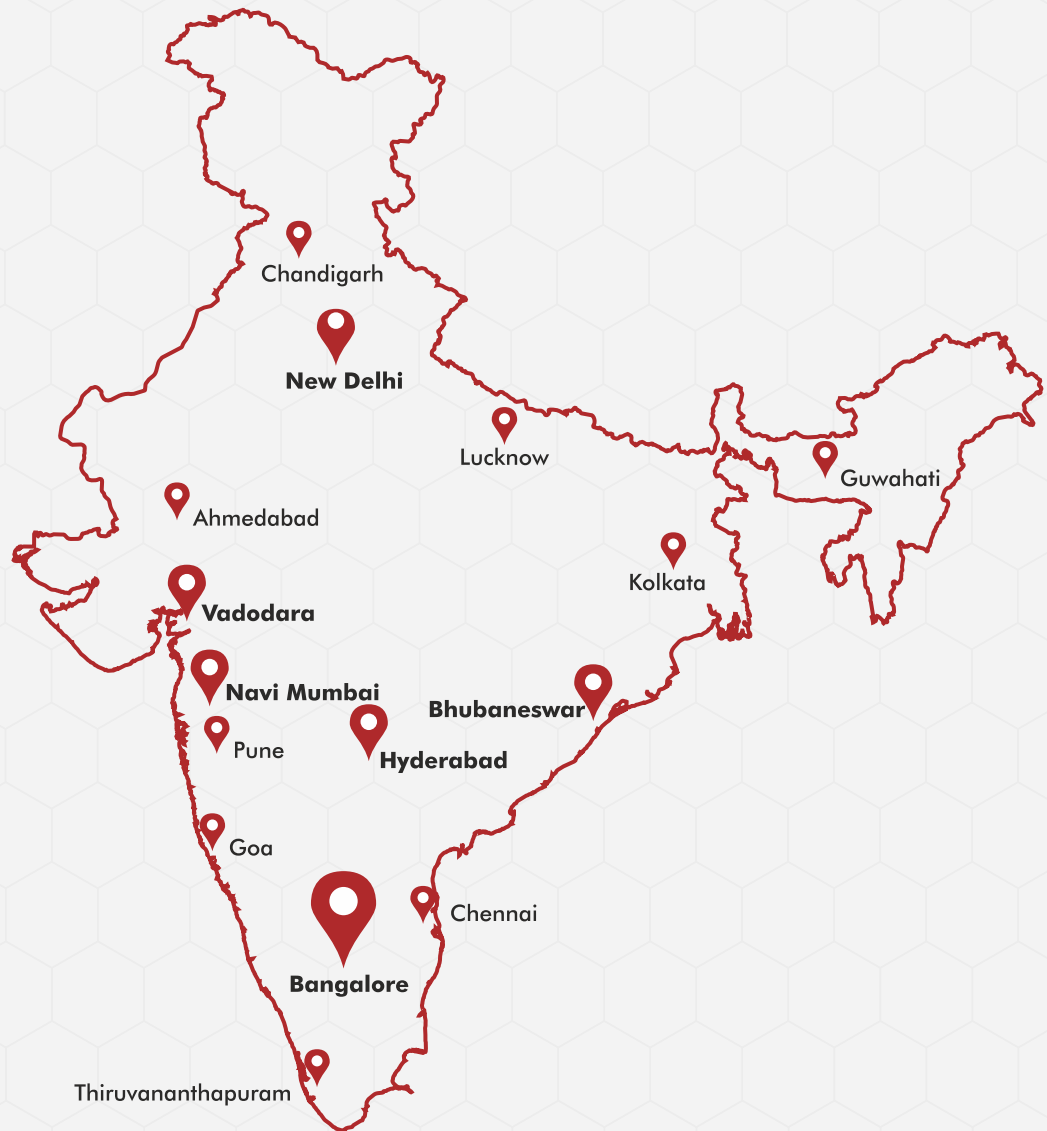 Chandigarh
New Delhi
Lucknow
Guwahati
Ahmedabad
Kolkata
Vadodara
Navi Mumbai
Bhubaneswar
Pune
Hyderabad
Goa
Chennai
Bangalore
Thiruvananthapuram